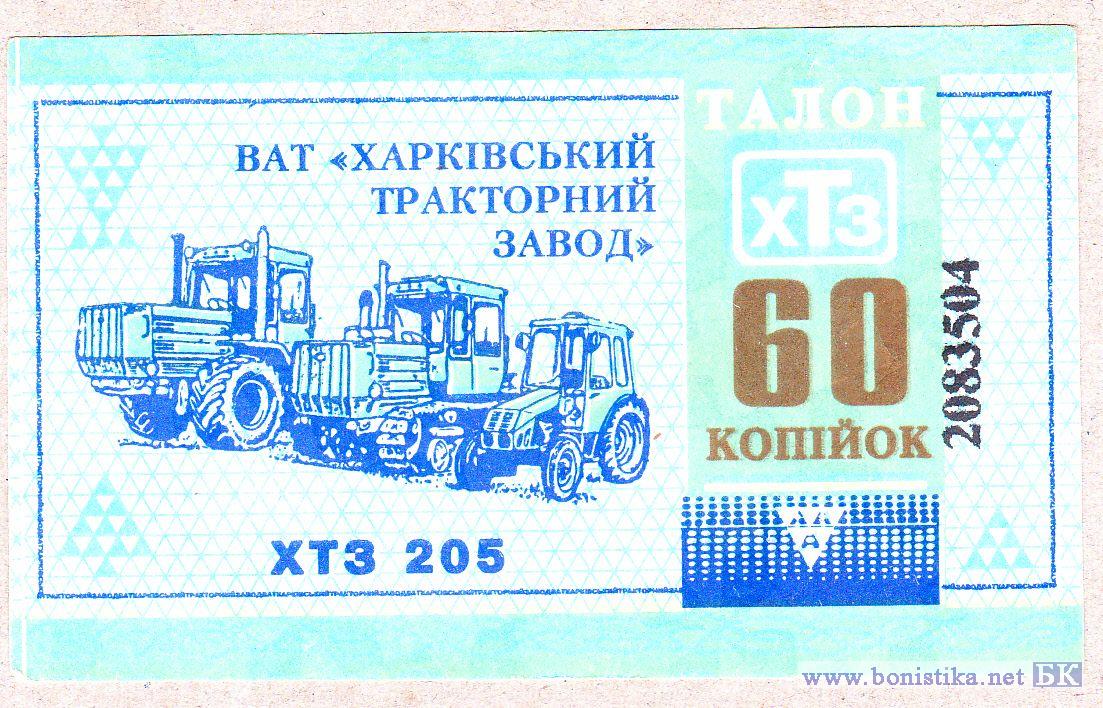 ВАТ «ХАРКІВСЬКИЙ
ТРАКТОРНИЙ
ЗАВОД»
ХТЗ 205
ТАЛОН
ХТЗ
60
КОПІЙОК
2083504
www.bonistika.net БК